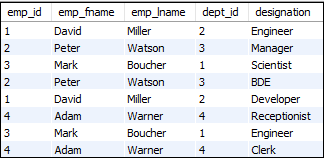 emp_id emp_fname emp_lname dept_id designation
1 David Miller 2 Engineer
2 Peter Watson 3 Manager
3 Mark Boucher 1 Scientist
2 Peter Watson 3 BDE
1 David Miller 2 Developer
4 Adam Warner 4 Receptionist
3 Mark Boucher 1 Engineer
4 Adam Warner 4 Clerk